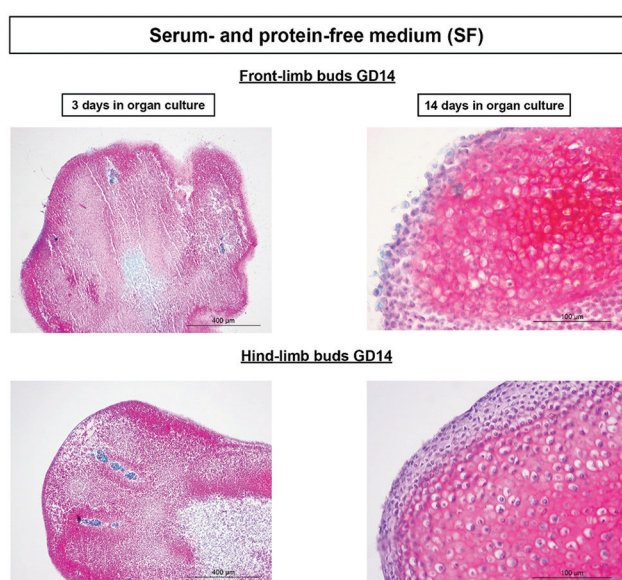 Serum- and protein-free medium (SF)
Front-limb buds GD14
3 days in organ culture
14 days in organ culture
400 µm
100 µm
Hind-limb buds GD14
400 µm
100 µm